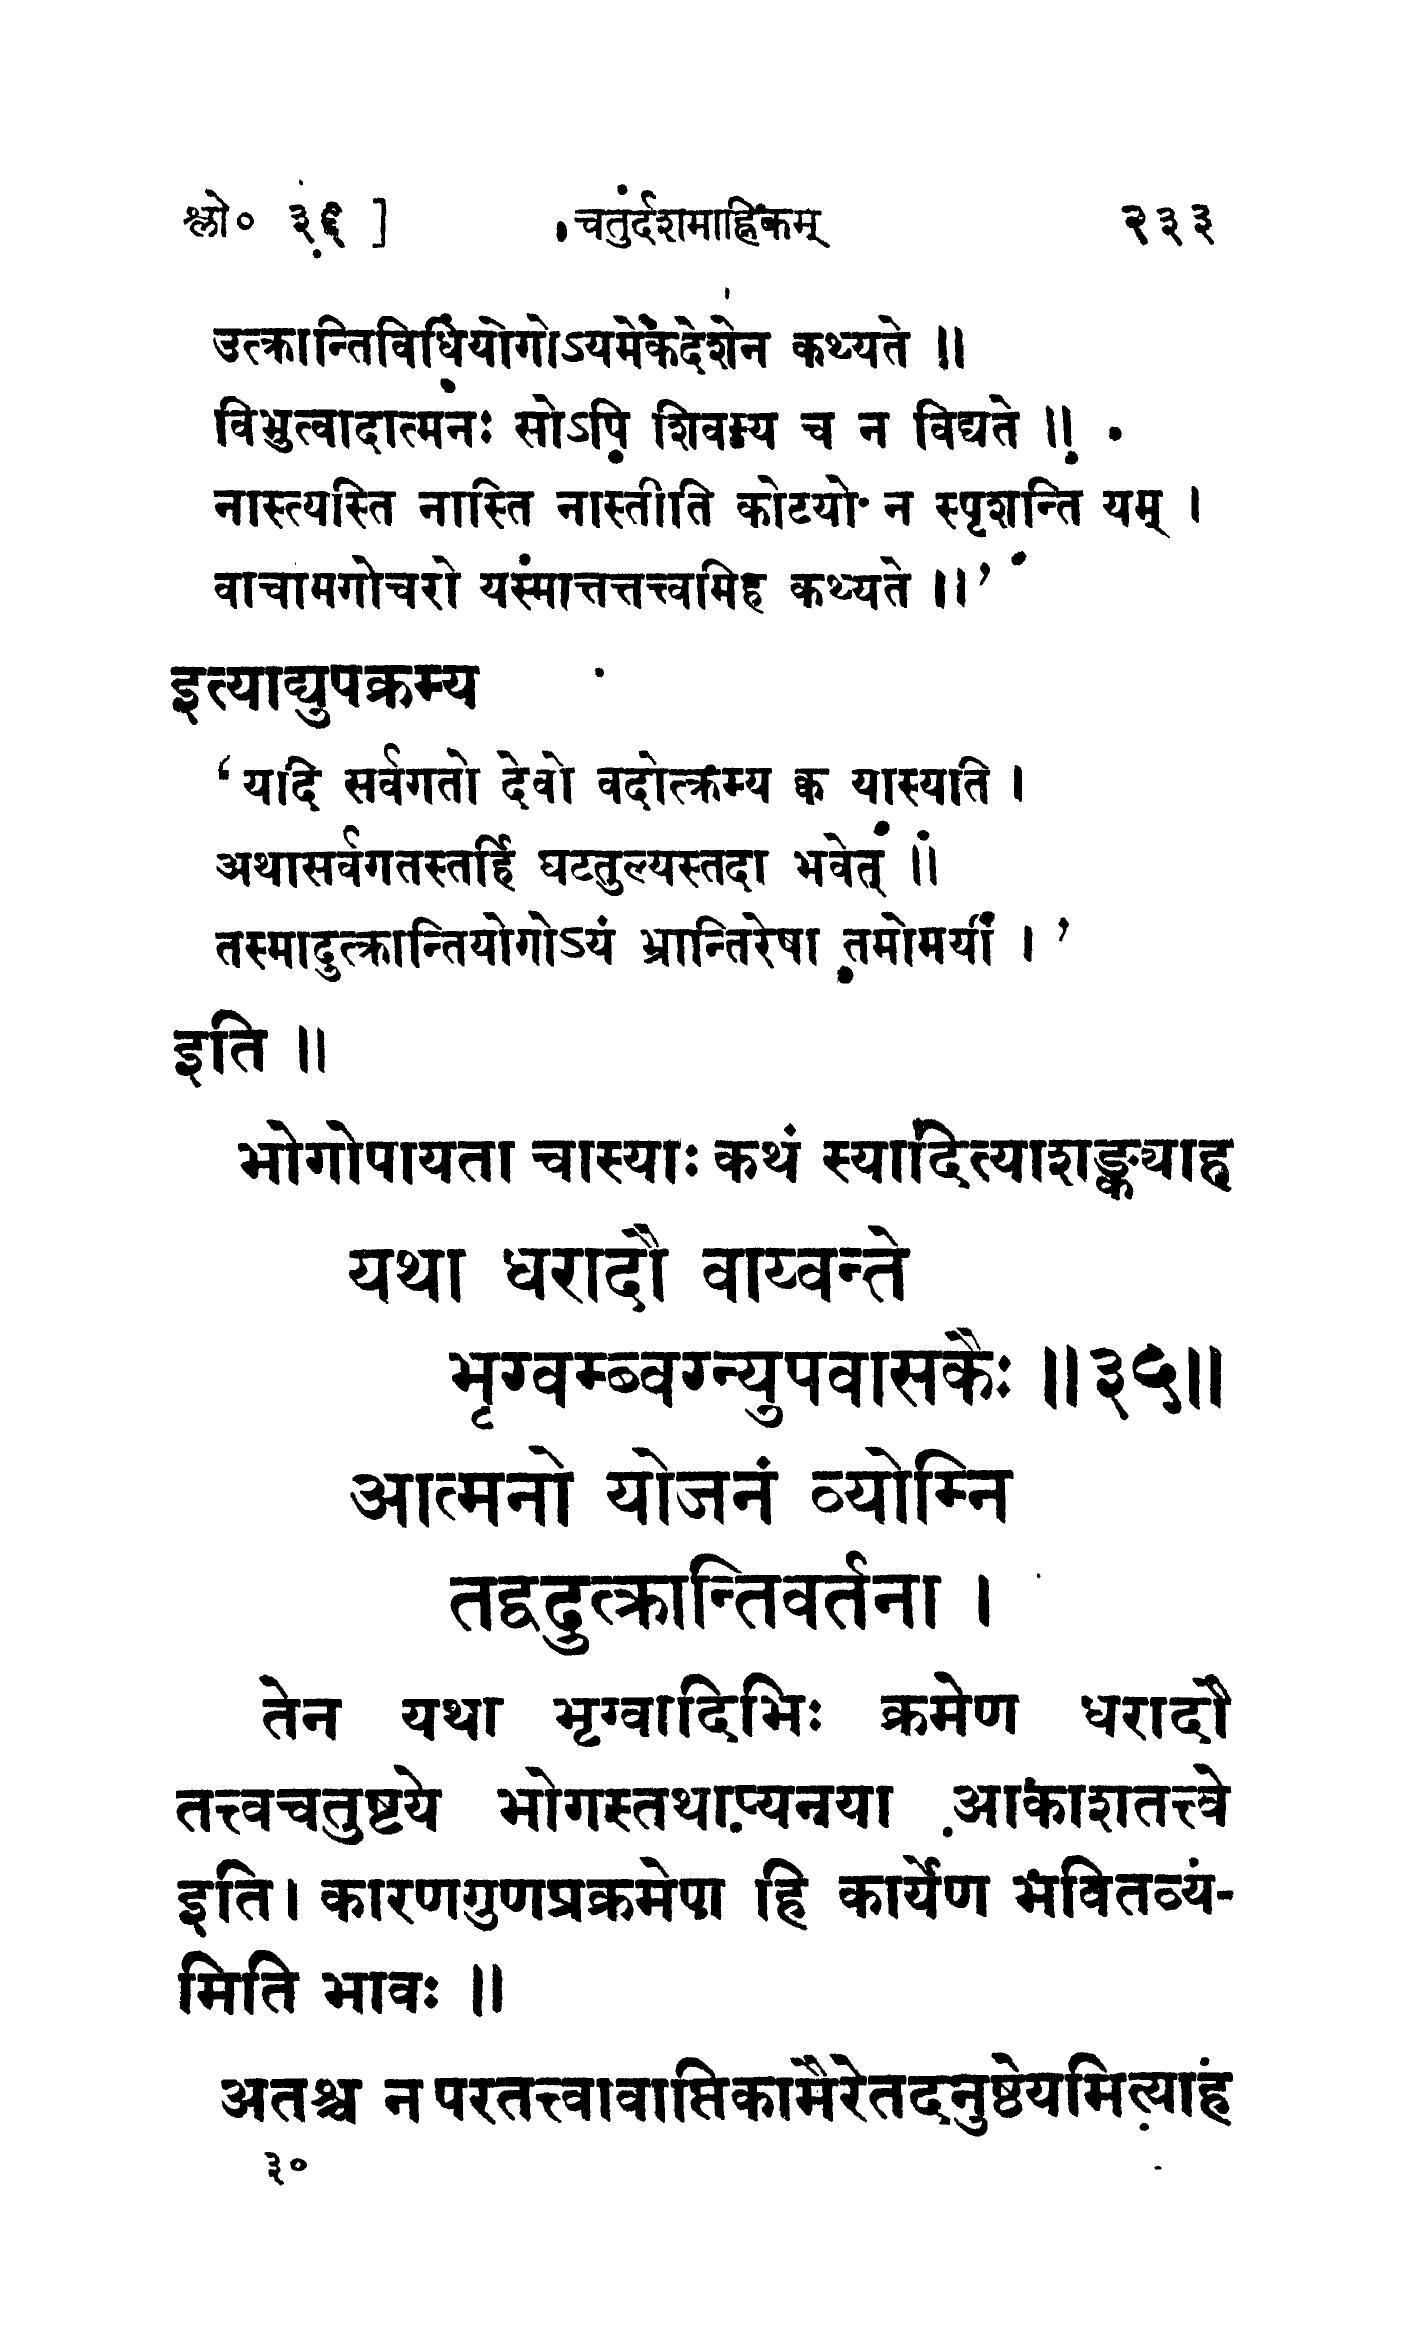 श्लो० ३६ ] चतुर्दशमाह्निकम् २३३
उत्क्रान्तिविधियोगोऽयमेकदेशेन कथ्यते ॥
विभुत्वादात्मनः सोऽपि शिवस्य च न विद्यते ॥
नास्त्यस्ति नास्ति नास्तीति कोटयो न स्पृशन्ति यम् ।
वाचामगोचरो यस्मात्तत्तत्त्वमिह कथ्यते ॥’
इत्याद्युपक्रम्य
‘यदि सर्वगतो देवो वदोत्क्रम्य क्व यास्यति ।
अथासर्वगतस्तर्हि घटतुल्यस्तदा भवेत् ॥
तस्मादुत्क्रान्तियोगोऽयं भ्रान्तिरेषा तमोमयी ।’
इति ॥
भोगोपायता चास्याः कथं स्यादित्याशङ्क्याह
यथा धरादौ वाय्वन्ते
भृग्वम्ब्वग्न्युपवासकैः ॥३५॥
आत्मनो योजनं व्योम्नि
तद्वदुत्क्रान्तिवर्तना ।
तेन यथा भृग्वादिभिः क्रमेण धरादौ
तत्त्वचतुष्टये भोगस्तथाप्यनया आकाशतत्त्वे
इति । कारणगुणप्रक्रमेण हि कार्येण भवितव्य-
मिति भावः ॥
अतश्च न परतत्त्वावाप्तिकामैरेतदनुष्ठेयमित्याह
३०